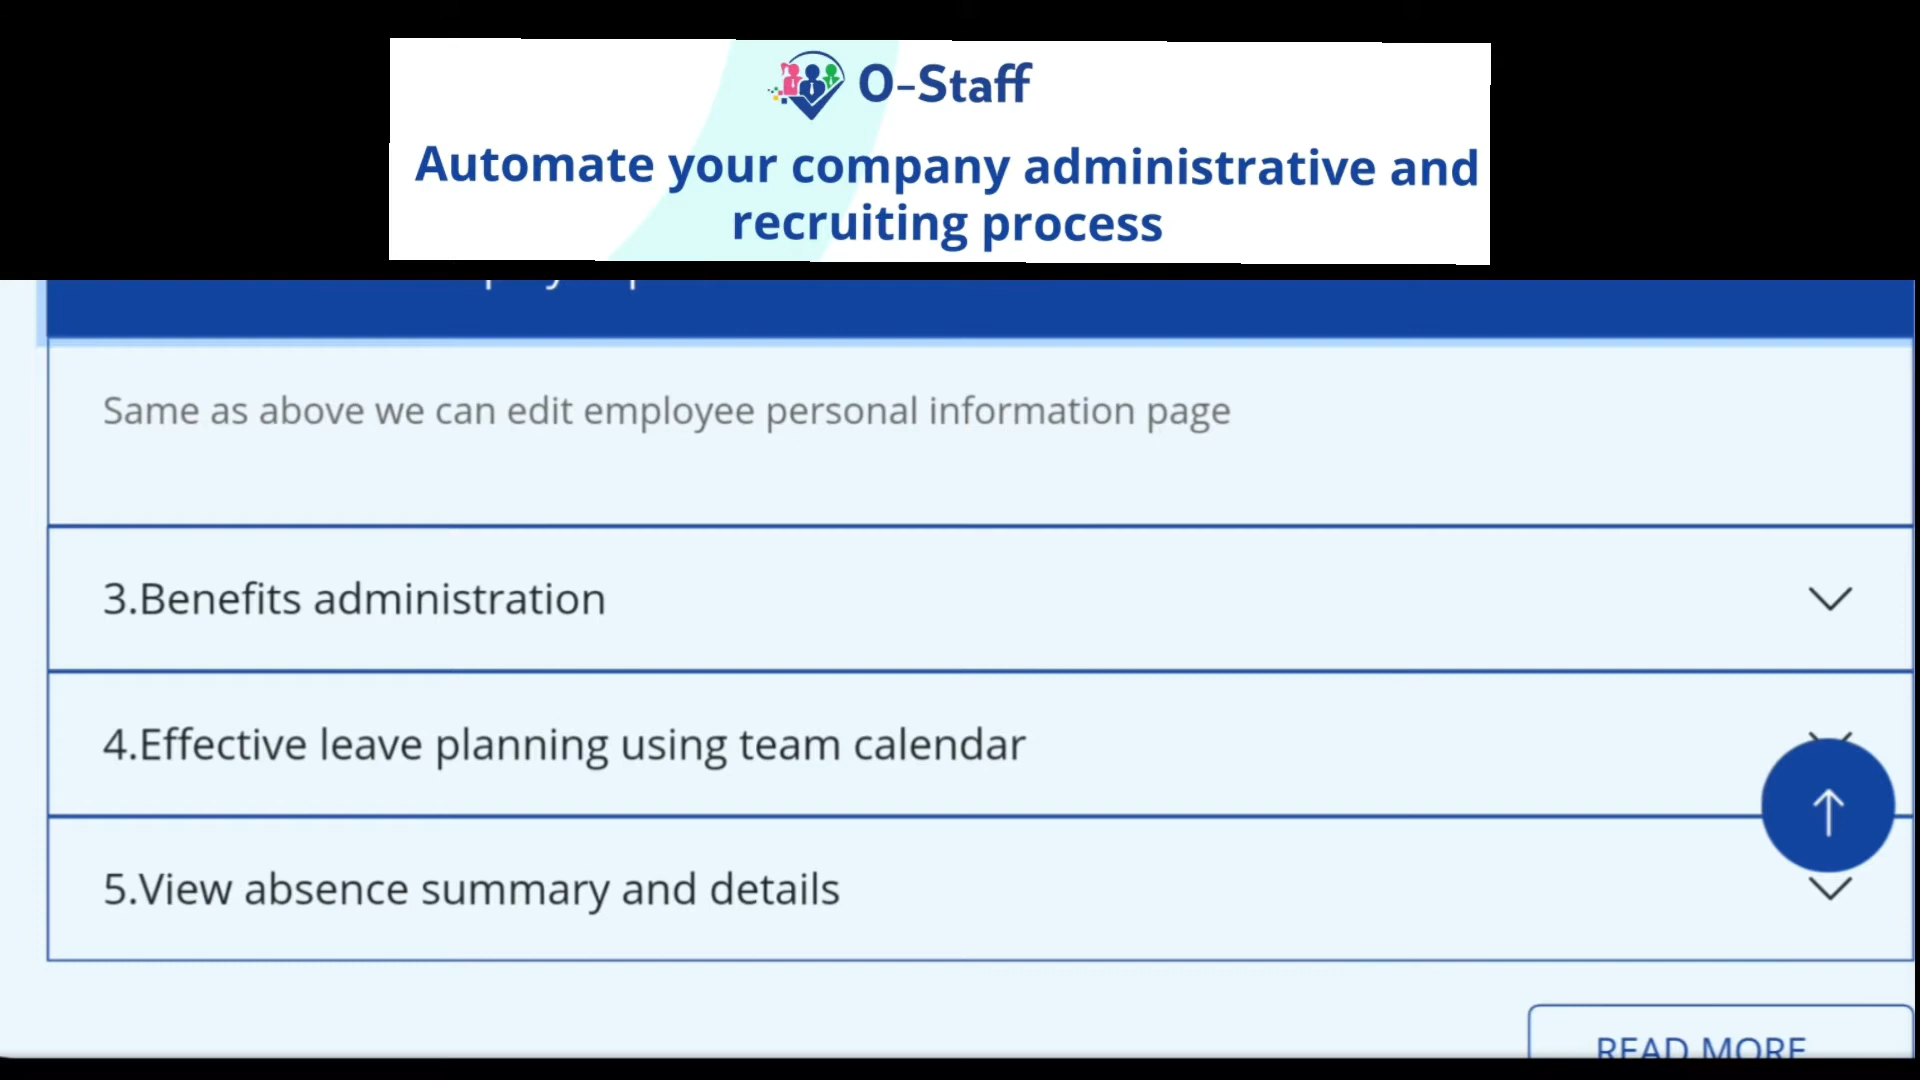 O-Staff
Automate your company administrative and
recruiting process
Same as above we can edit employee personal information page
3.Benefits administration
4.Effective leave planning using team calendar
5.View absence summary and details
READ MORE